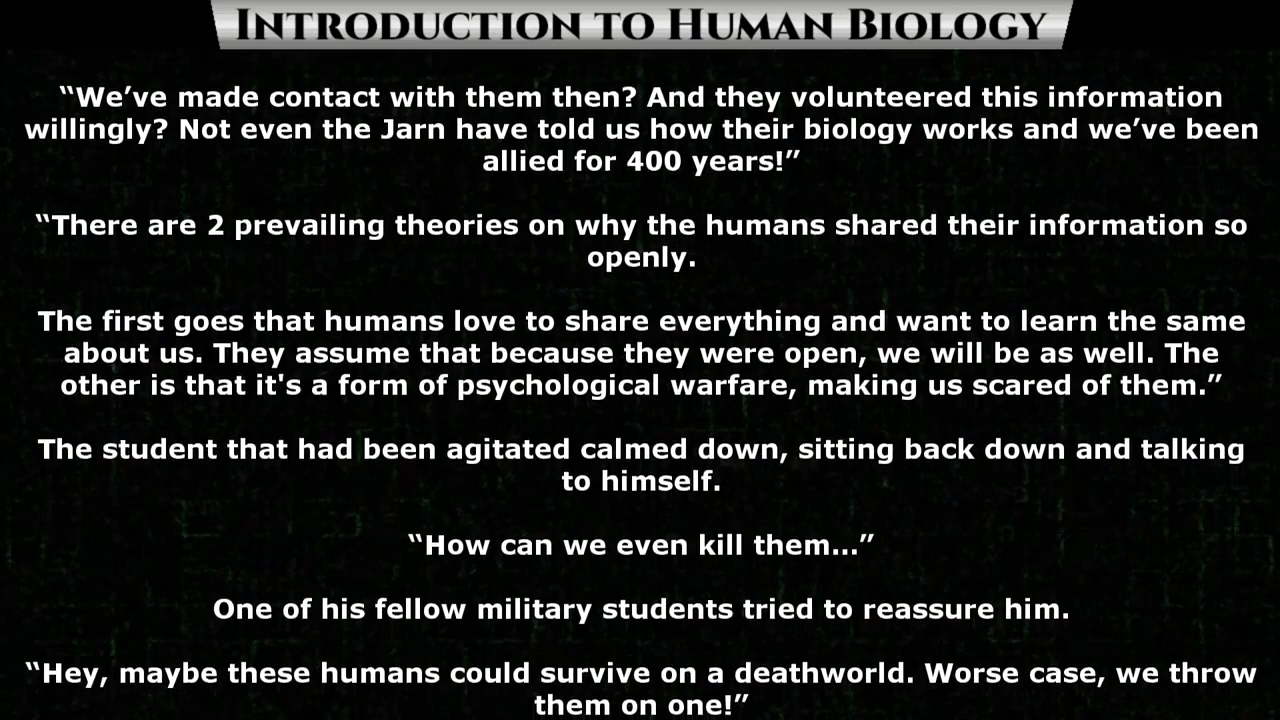 Introduction to Human Biology
“We’ve made contact with them then? And they volunteered this information
willingly? Not even the Jarn have told us how their biology works and we’ve been
allied for 400 years!”
“There are 2 prevailing theories on why the humans shared their information so
openly.
The first goes that humans love to share everything and want to learn the same
about us. They assume that because they were open, we will be as well. The
other is that it's a form of psychological warfare, making us scared of them.”
The student that had been agitated calmed down, sitting back down and talking
to himself.
“How can we even kill them…”
One of his fellow military students tried to reassure him.
“Hey, maybe these humans could survive on a deathworld. Worse case, we throw
them on one!”